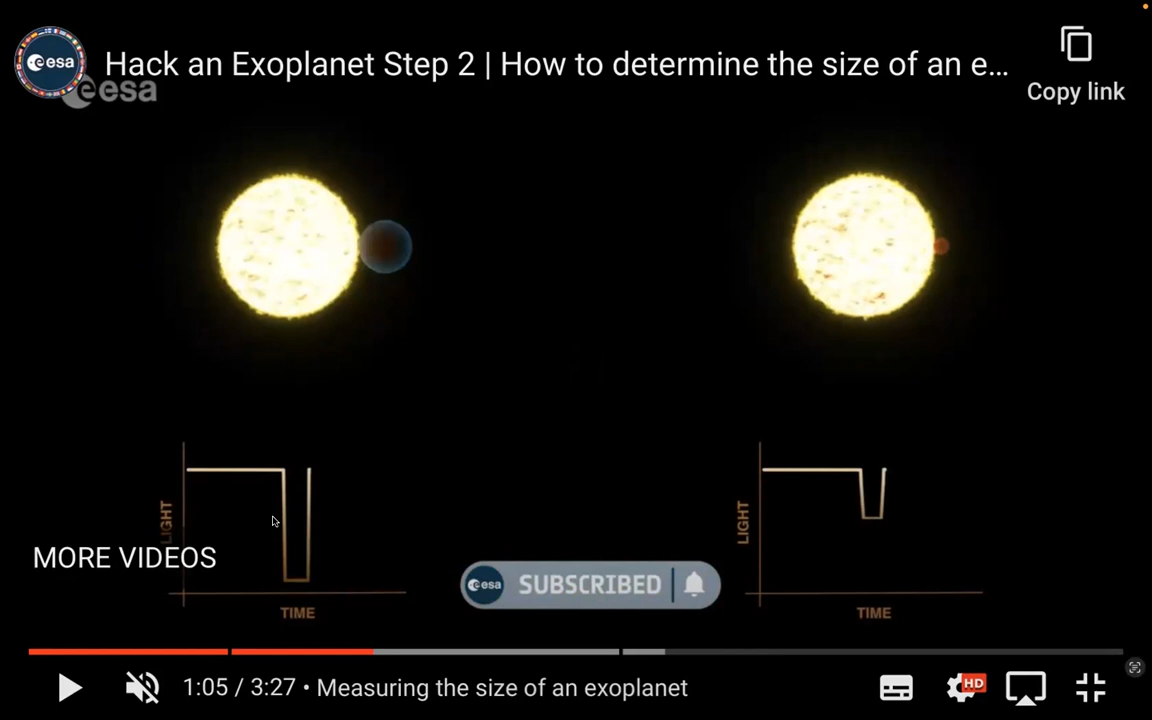 esa
Hack an Exoplanet Step 2 | How to determine the size of an e...
esa
Copy link
LIGHT
LIGHT
MORE VIDEOS
esa SUBSCRIBED
TIME
TIME
1:05 / 3:27 • Measuring the size of an exoplanet
HD